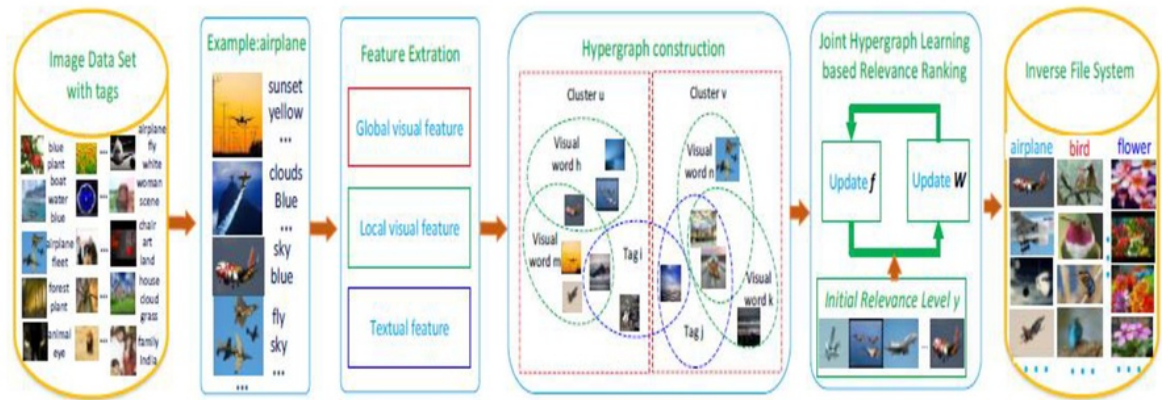 Image Data Set
with tags
blue
plant
...
airplane
fly
white
boat
water
blue
...
woman
scene
airplane
fleet
...
chair
art
land
forest
plant
...
house
cloud
grass
animal
eye
...
family
India
Example:airplane
sunset
yellow
...
clouds
Blue
...
sky
blue
fly
sky
...
...
Feature Extration
Global visual feature
Local visual feature
Textual feature
Hypergraph construction
Cluster u
Visual
word h
Visual
word m
Tag i
Cluster v
Visual
word n
Visual
word k
Tag j
Joint Hypergraph Learning
based Relevance Ranking
Update f
Update W
Initial Relevance Level y
...
Inverse File System
airplane bird flower
... ... ...